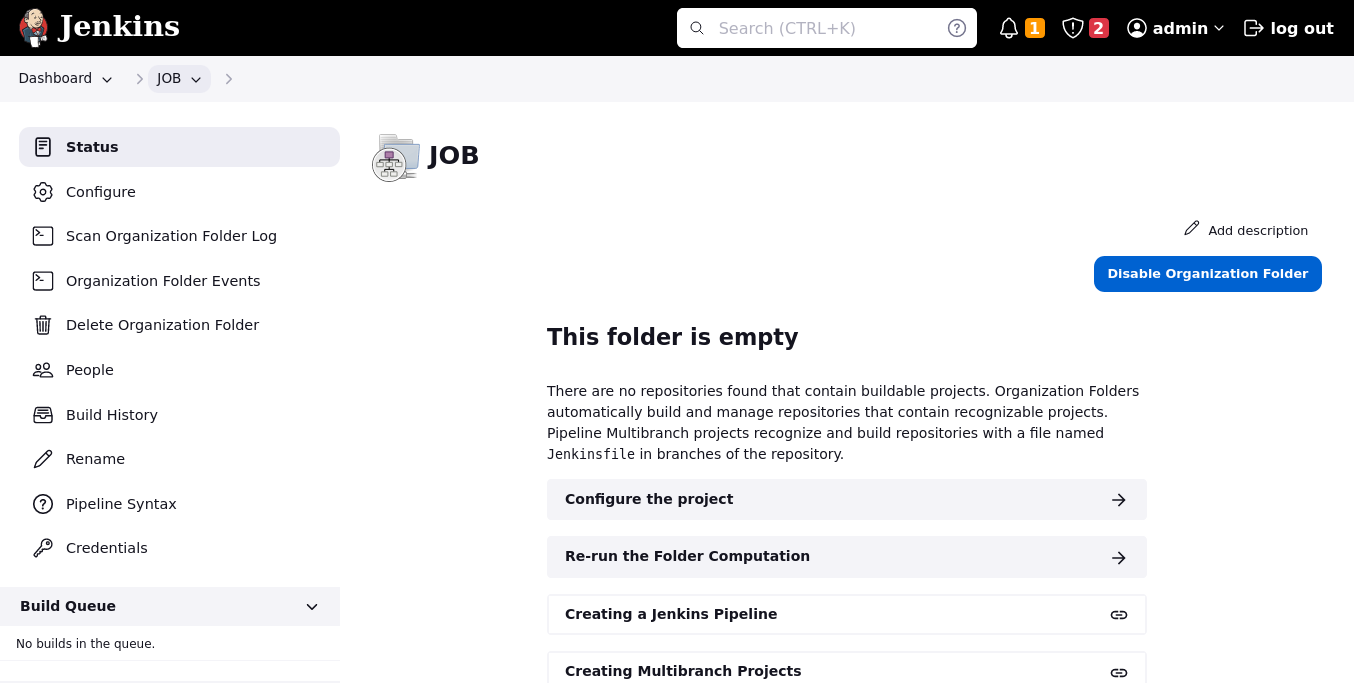 Jenkins
Search (CTRL+K)
1
2
admin
log out
Dashboard
JOB
Status
Configure
Scan Organization Folder Log
Organization Folder Events
Delete Organization Folder
People
Build History
Rename
Pipeline Syntax
Credentials
Build Queue
No builds in the queue.
JOB
Add description
Disable Organization Folder
This folder is empty
There are no repositories found that contain buildable projects. Organization Folders
automatically build and manage repositories that contain recognizable projects.
Pipeline Multibranch projects recognize and build repositories with a file named
Jenkinsfile in branches of the repository.
Configure the project
Re-run the Folder Computation
Creating a Jenkins Pipeline
Creating Multibranch Projects